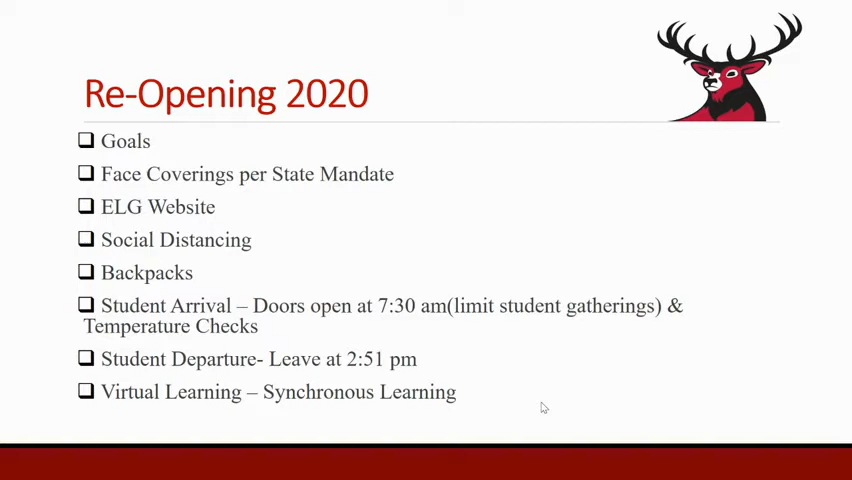 Re-Opening 2020
Goals
Face Coverings per State Mandate
ELG Website
Social Distancing
Backpacks
Student Arrival – Doors open at 7:30 am(limit student gatherings) &
Temperature Checks
Student Departure- Leave at 2:51 pm
Virtual Learning – Synchronous Learning